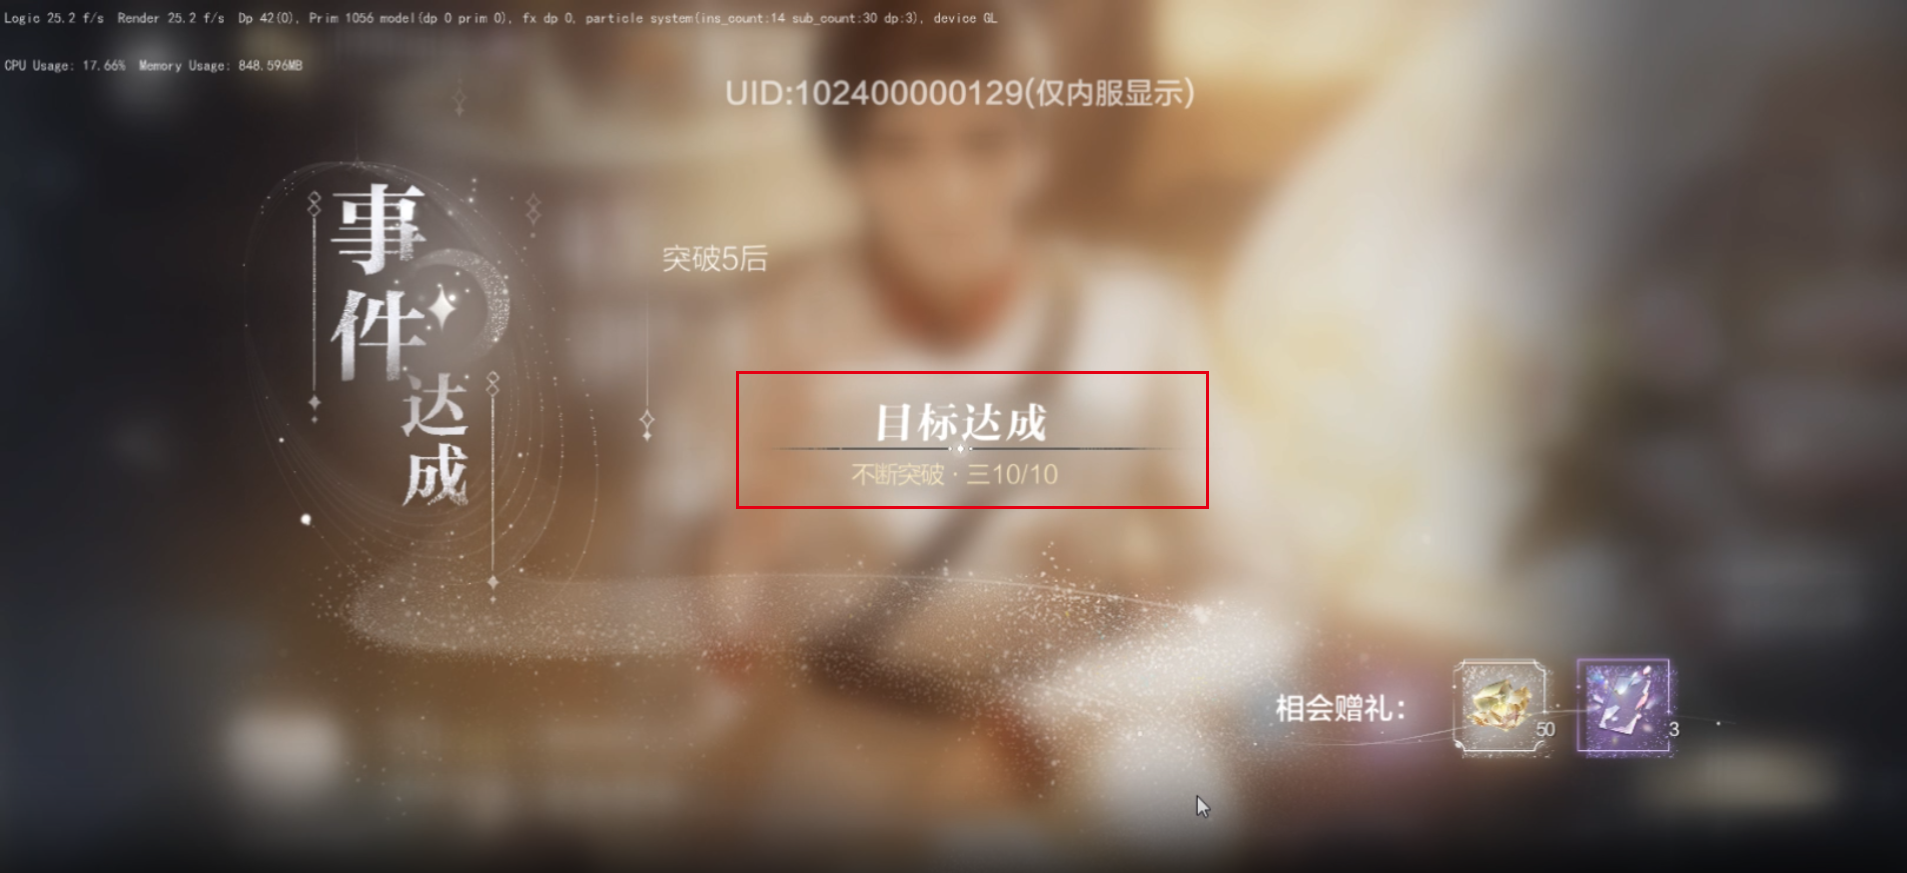 Logic 25.2 f/s  Render 25.2 f/s  Dp 42(0), Prim 1056 model(dp 0 prim 0), fx dp 0, particle system(ins_count:14 sub_count:30 dp:3), device GL
CPU Usage: 17.66%  Memory Usage: 848.596MB
UID:102400000129(仅内服显示)
事件
达成
突破5后
目标达成
不断突破·三10/10
相会赠礼：
50
3